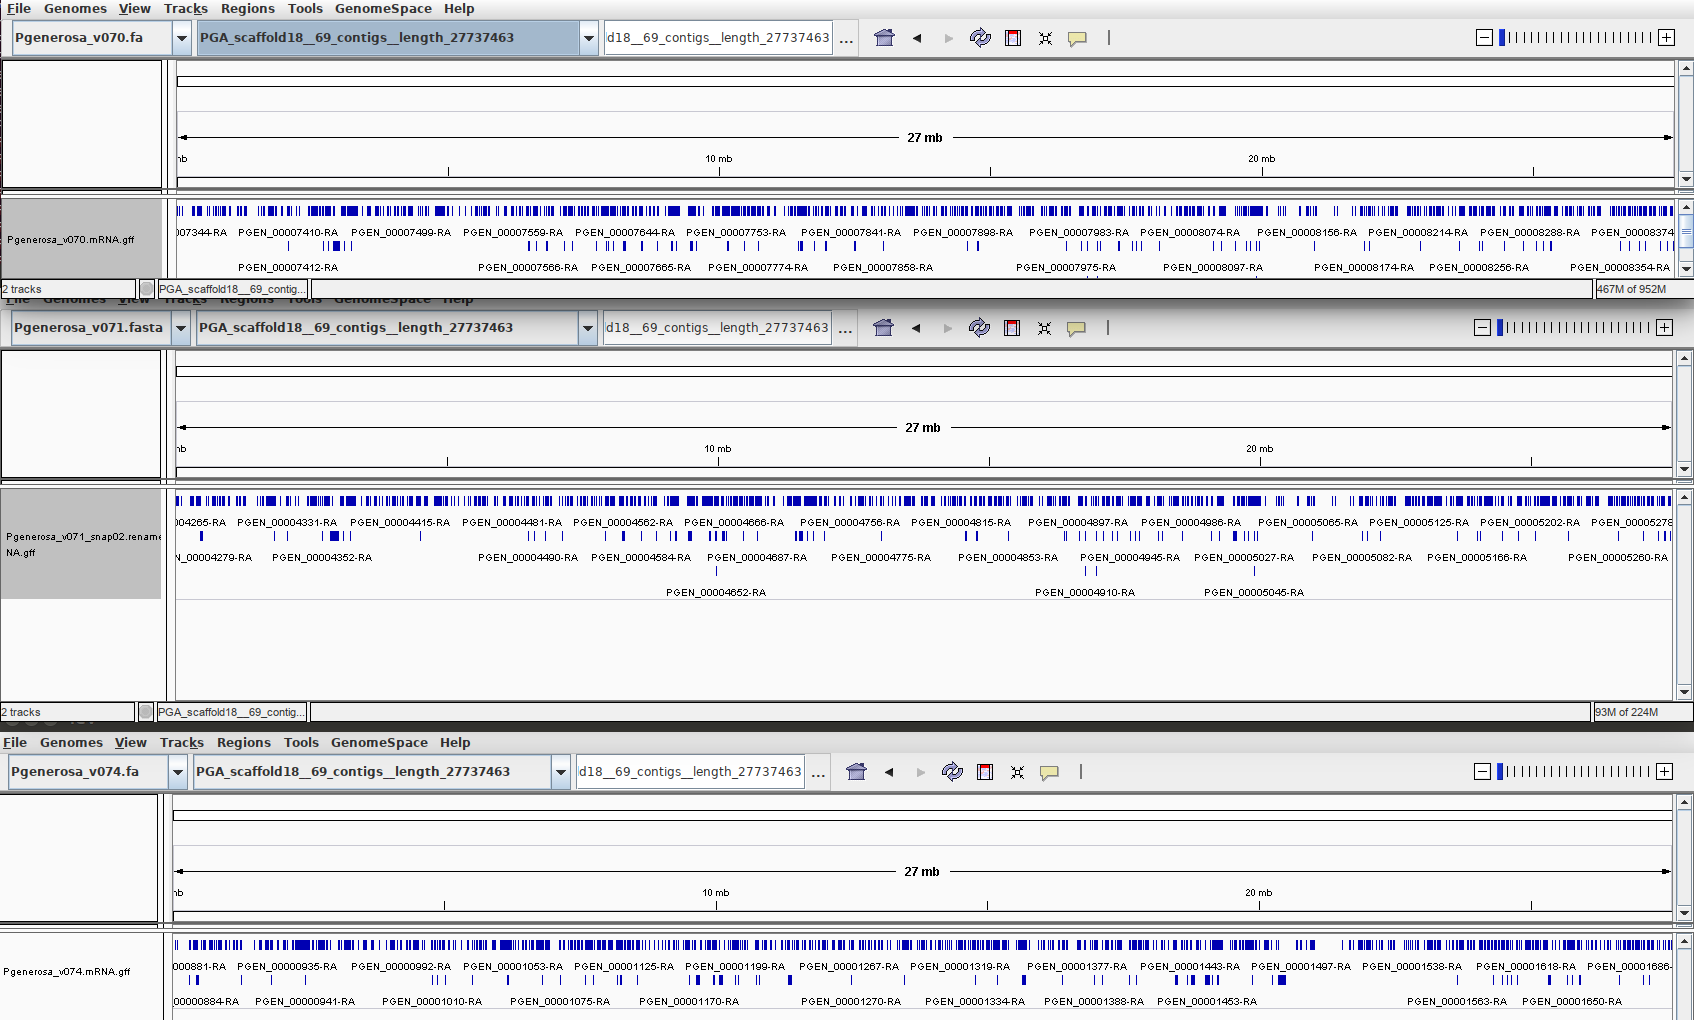 File Genomes View Tracks Regions Tools GenomeSpace Help
Pgenerosa_v070.fa PGA_scaffold18__69_contigs__length_27737463 d18__69_contigs__length_27737463 ...
27 mb
10 mb 20 mb
Pgenerosa_v070.mRNA.gff
07344-RA PGEN_00007410-RA PGEN_00007499-RA PGEN_00007559-RA PGEN_00007644-RA PGEN_00007753-RA PGEN_00007841-RA PGEN_00007898-RA PGEN_00007983-RA PGEN_00008074-RA PGEN_00008156-RA PGEN_00008214-RA PGEN_00008288-RA PGEN_00008374
PGEN_00007412-RA PGEN_00007566-RA PGEN_00007665-RA PGEN_00007774-RA PGEN_00007858-RA PGEN_00007975-RA PGEN_00008097-RA PGEN_00008174-RA PGEN_00008256-RA PGEN_00008354-RA
2 tracks PGA_scaffold18__69_contig... 467M of 952M
File Genomes View Tracks Regions Tools GenomeSpace Help
Pgenerosa_v071.fasta PGA_scaffold18__69_contigs__length_27737463 d18__69_contigs__length_27737463 ...
27 mb
10 mb 20 mb
Pgenerosa_v071_snap02.rename
NA.gff
04265-RA PGEN_00004331-RA PGEN_00004415-RA PGEN_00004481-RA PGEN_00004562-RA PGEN_00004666-RA PGEN_00004756-RA PGEN_00004815-RA PGEN_00004897-RA PGEN_00004986-RA PGEN_00005065-RA PGEN_00005125-RA PGEN_00005202-RA PGEN_00005278
N_00004279-RA PGEN_00004352-RA PGEN_00004490-RA PGEN_00004584-RA PGEN_00004687-RA PGEN_00004775-RA PGEN_00004853-RA PGEN_00004945-RA PGEN_00005027-RA PGEN_00005082-RA PGEN_00005166-RA PGEN_00005260-RA
PGEN_00004652-RA PGEN_00004910-RA PGEN_00005045-RA
2 tracks PGA_scaffold18__69_contig... 93M of 224M
File Genomes View Tracks Regions Tools GenomeSpace Help
Pgenerosa_v074.fa PGA_scaffold18__69_contigs__length_27737463 d18__69_contigs__length_27737463 ...
27 mb
10 mb 20 mb
Pgenerosa_v074.mRNA.gff
000881-RA PGEN_00000935-RA PGEN_00000992-RA PGEN_00001053-RA PGEN_00001125-RA PGEN_00001199-RA PGEN_00001267-RA PGEN_00001319-RA PGEN_00001377-RA PGEN_00001443-RA PGEN_00001497-RA PGEN_00001538-RA PGEN_00001618-RA PGEN_00001686-
00000884-RA PGEN_00000941-RA PGEN_00001010-RA PGEN_00001075-RA PGEN_00001170-RA PGEN_00001270-RA PGEN_00001334-RA PGEN_00001388-RA PGEN_00001453-RA PGEN_00001563-RA PGEN_00001650-RA